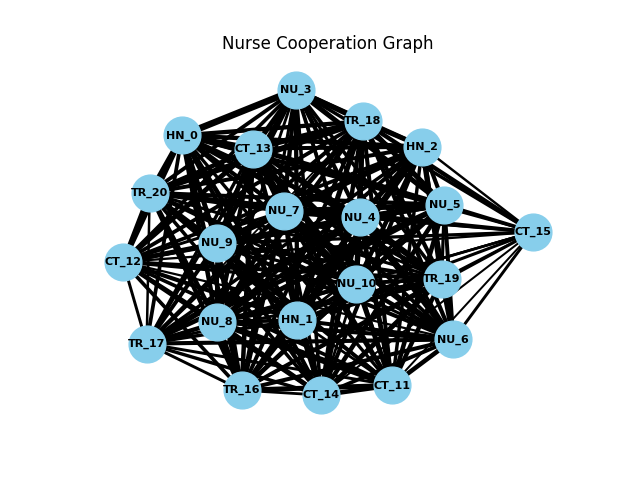 Nurse Cooperation Graph
NU_3
TR_18
HN_0
CT_13
HN_2
TR_20
NU_7
NU_4
NU_5
CT_15
NU_9
CT_12
NU_10
TR_19
NU_8
HN_1
TR_17
NU_6
TR_16
CT_14
CT_11